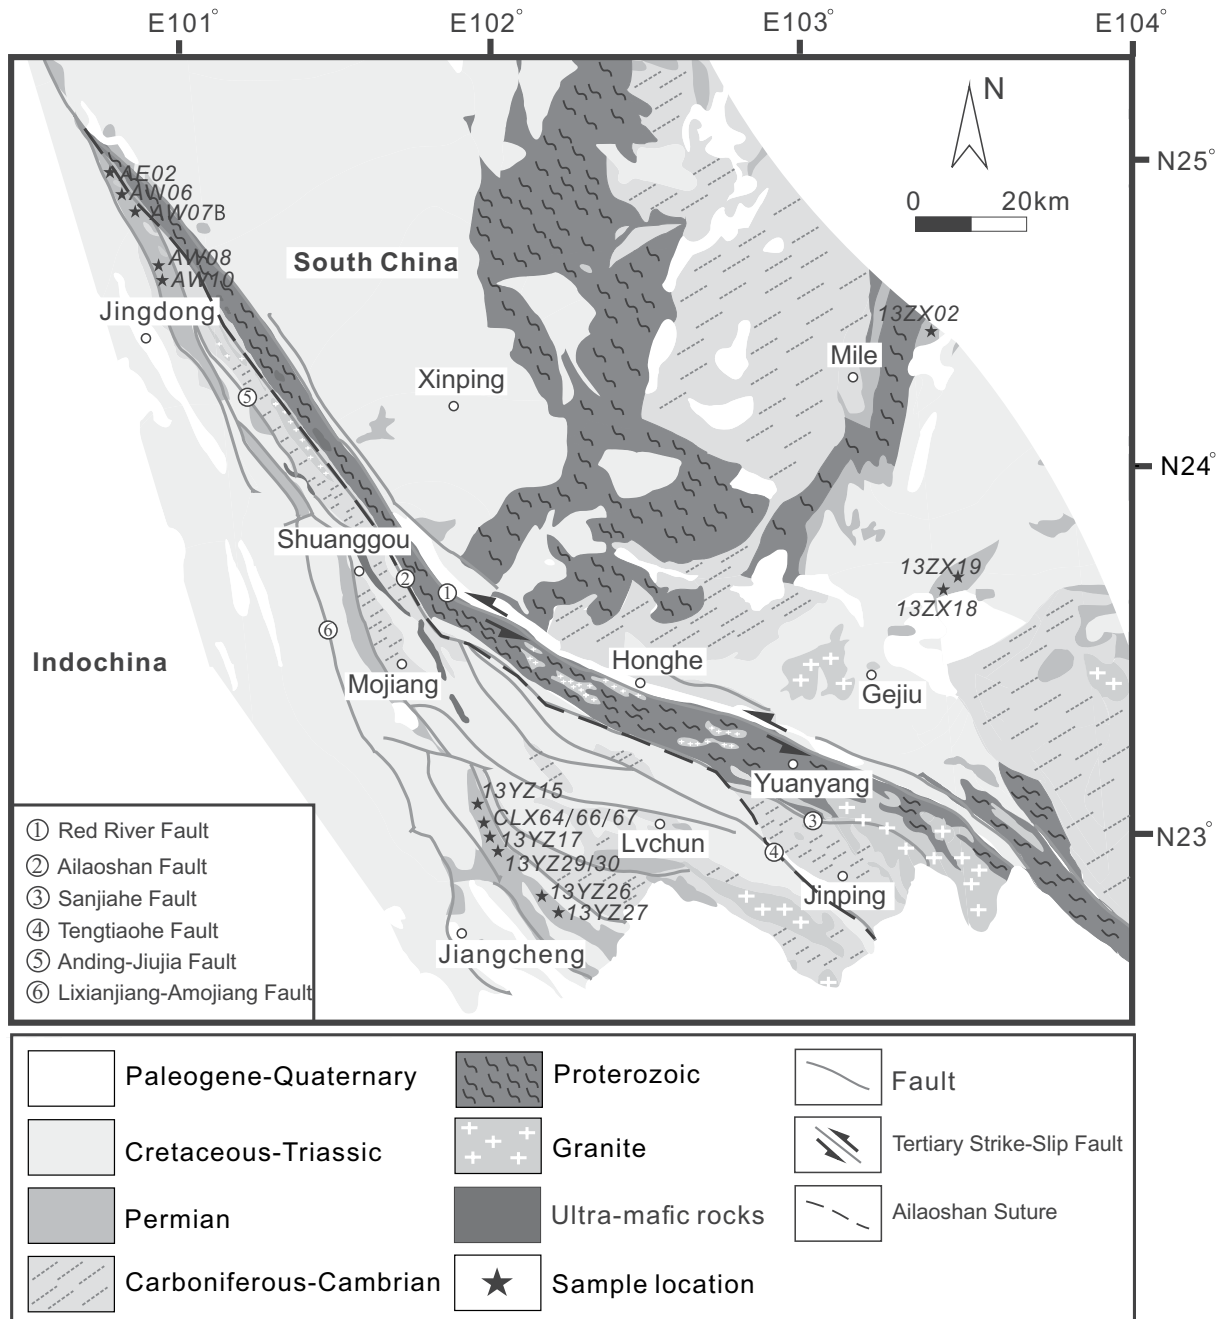 E101° E102° E103° E104°
N
N25°
0 20km
AE02
AW06
AW07B
South China
AW08
AW10
Jingdong
13ZX02
Mile
Xinping
⑤
N24°
Shuanggou
②
①
13ZX19
13ZX18
⑥
Indochina
Honghe
Mojiang
Gejiu
Yuanyang
13YZ15
CLX64/66/67
13YZ17
③
N23°
Lvchun
④
13YZ29/30
13YZ26
Jinping
13YZ27
Jiangcheng
① Red River Fault
② Ailaoshan Fault
③ Sanjiahe Fault
④ Tengtiaohe Fault
⑤ Anding-Jiujia Fault
⑥ Lixianjiang-Amojiang Fault
Paleogene-Quaternary
Cretaceous-Triassic
Permian
Carboniferous-Cambrian
Proterozoic
Granite
Ultra-mafic rocks
Sample location
Fault
Tertiary Strike-Slip Fault
Ailaoshan Suture